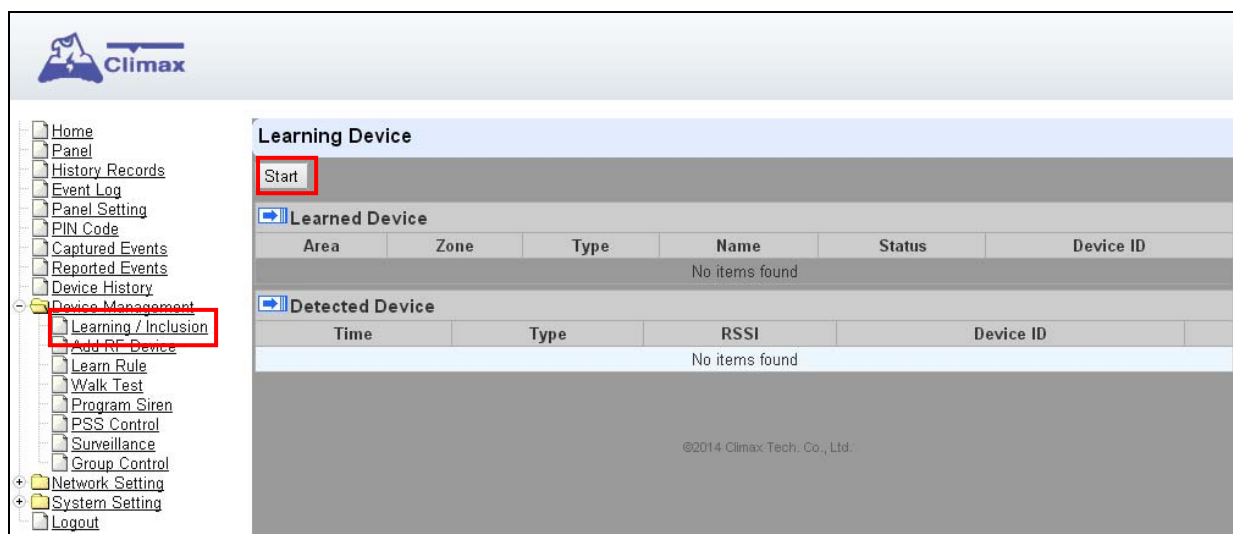 Climax
Home
Panel
History Records
Event Log
Panel Setting
PIN Code
Captured Events
Reported Events
Device History
Device Management
Learning / Inclusion
Add RF Device
Learn Rule
Walk Test
Program Siren
PSS Control
Surveillance
Group Control
Network Setting
System Setting
Logout
Learning Device
Start
Learned Device
Area Zone Type Name Status Device ID
No items found
Detected Device
Time Type RSSI Device ID
No items found
©2014 Climax Tech. Co., Ltd.